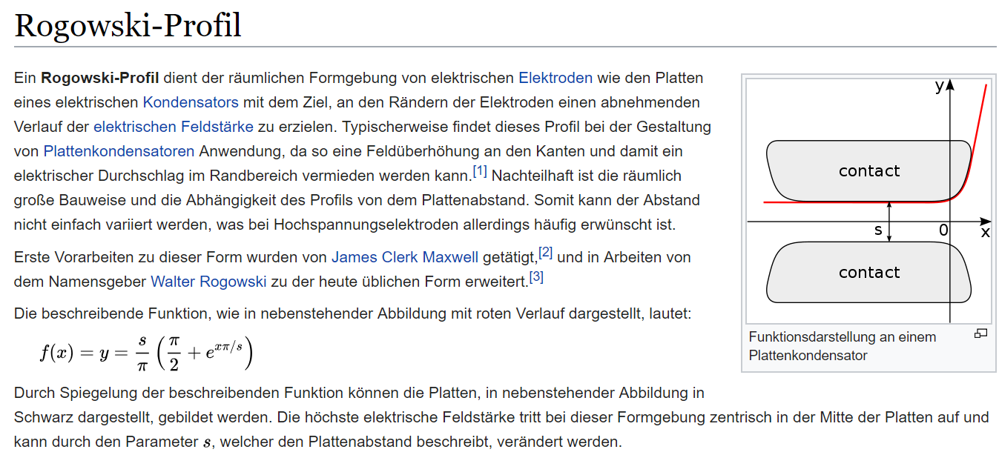 Rogowski-Profil
Ein Rogowski-Profil dient der räumlichen Formgebung von elektrischen Elektroden wie den Platten
eines elektrischen Kondensators mit dem Ziel, an den Rändern der Elektroden einen abnehmenden
Verlauf der elektrischen Feldstärke zu erzielen. Typischerweise findet dieses Profil bei der Gestaltung
von Plattenkondensatoren Anwendung, da so eine Feldüberhöhung an den Kanten und damit ein
elektrischer Durchschlag im Randbereich vermieden werden kann.[1] Nachteilhaft ist die räumlich
große Bauweise und die Abhängigkeit des Profils von dem Plattenabstand. Somit kann der Abstand
nicht einfach variiert werden, was bei Hochspannungselektroden allerdings häufig erwünscht ist.
Erste Vorarbeiten zu dieser Form wurden von James Clerk Maxwell getätigt,[2] und in Arbeiten von
dem Namensgeber Walter Rogowski zu der heute üblichen Form erweitert.[3]
Die beschreibende Funktion, wie in nebenstehender Abbildung mit roten Verlauf dargestellt, lautet:
f(x) = y = s/π (π/2 + e^{xπ/s})
Durch Spiegelung der beschreibenden Funktion können die Platten, in nebenstehender Abbildung in
Schwarz dargestellt, gebildet werden. Die höchste elektrische Feldstärke tritt bei dieser Formgebung zentrisch in der Mitte der Platten auf und
kann durch den Parameter s, welcher den Plattenabstand beschreibt, verändert werden.
y
contact
s
0
x
contact
Funktionsdarstellung an einem
Plattenkondensator